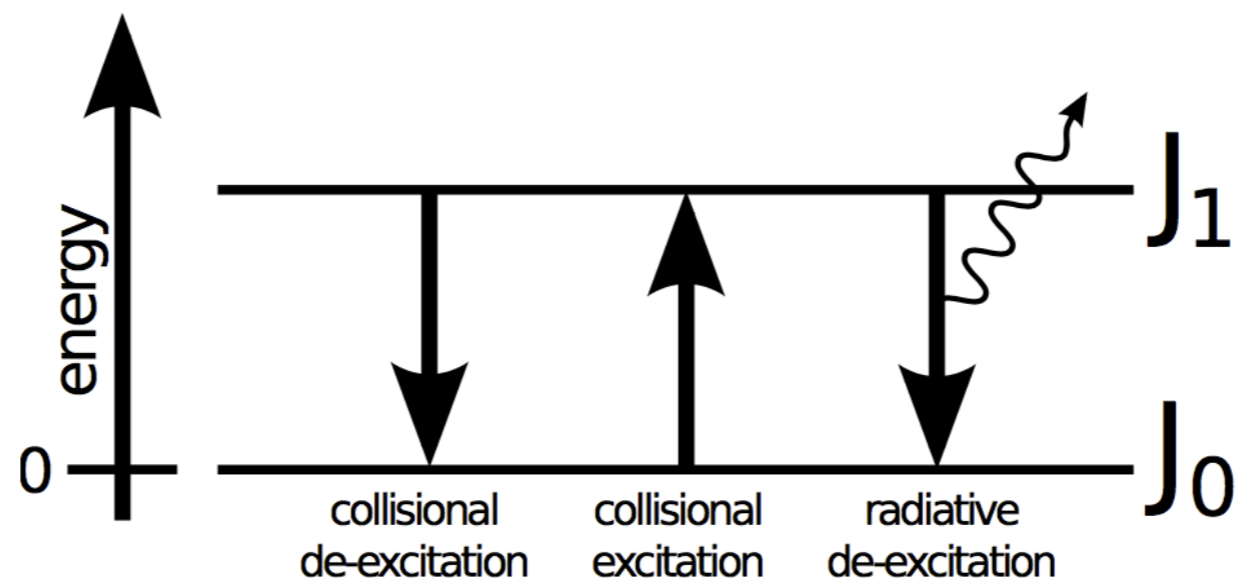 energy
0
J1
J0
collisional
de-excitation
collisional
excitation
radiative
de-excitation